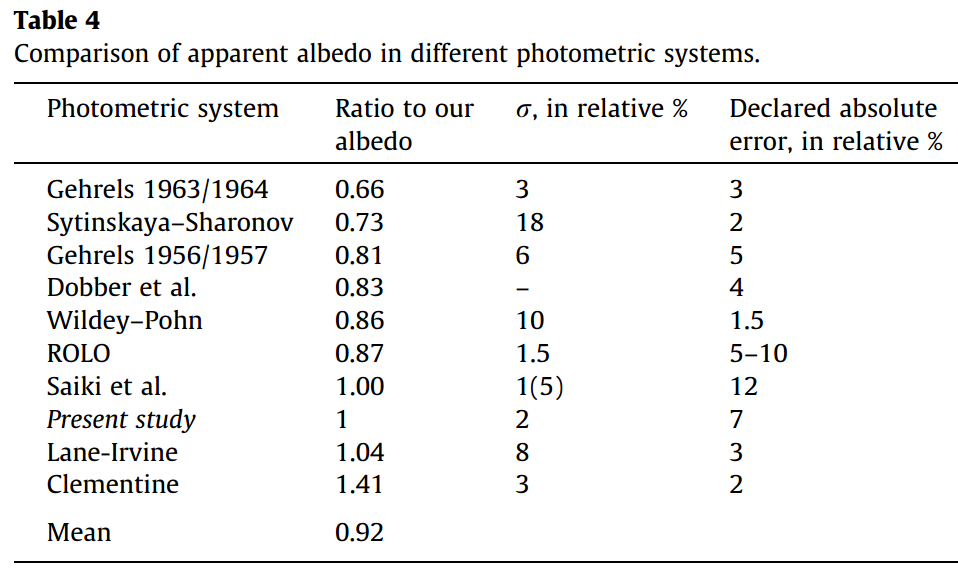 Table 4
Comparison of apparent albedo in different photometric systems.
Photometric system Ratio to our albedo σ, in relative % Declared absolute error, in relative %
Gehrels 1963/1964 0.66 3 3
Sytinskaya–Sharonov 0.73 18 2
Gehrels 1956/1957 0.81 6 5
Dobber et al. 0.83 – 4
Wildey–Pohn 0.86 10 1.5
ROLO 0.87 1.5 5–10
Saiki et al. 1.00 1(5) 12
Present study 1 2 7
Lane-Irvine 1.04 8 3
Clementine 1.41 3 2
Mean 0.92